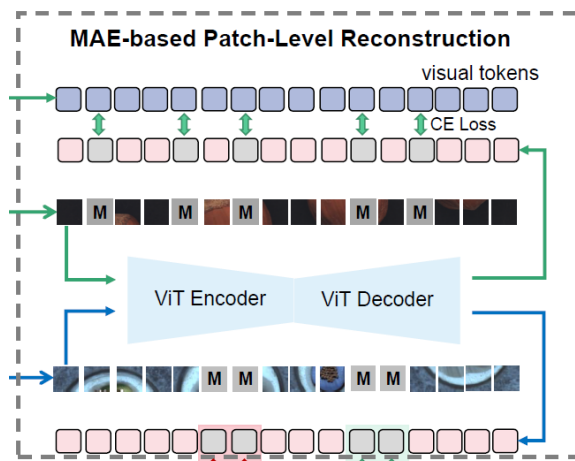 MAE-based Patch-Level Reconstruction
visual tokens
CE Loss
M M M M M
ViT Encoder ViT Decoder
M M M M